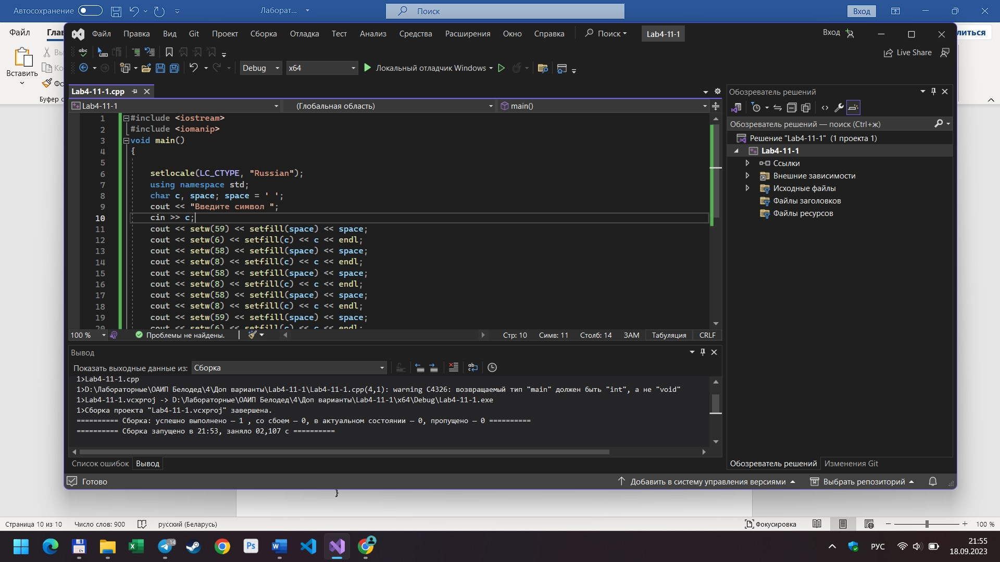 Автосохранение
Лаборат...
Поиск
Вход
Файл
Глав
литься
Вставить
Вы
Ко
Фо
Буфер о
Файл Правка Вид Git Проект Сборка Отладка Тест Анализ Средства Расширения Окно Справка Поиск Lab4-11-1 Вход
Live Share
Debug x64 Локальный отладчик Windows
Lab4-11-1.cpp
Lab4-11-1 (Глобальная область) main()
1 #include <iostream>
2 #include <iomanip>
3 void main()
4 {
5
6 setlocale(LC_CTYPE, "Russian");
7 using namespace std;
8 char c, space; space = ' ';
9 cout << "Введите символ ";
10 cin >> c;
11 cout << setw(59) << setfill(space) << space;
12 cout << setw(6) << setfill(c) << c << endl;
13 cout << setw(58) << setfill(space) << space;
14 cout << setw(8) << setfill(c) << c << endl;
15 cout << setw(58) << setfill(space) << space;
16 cout << setw(8) << setfill(c) << c << endl;
17 cout << setw(58) << setfill(space) << space;
18 cout << setw(8) << setfill(c) << c << endl;
19 cout << setw(59) << setfill(space) << space;
20 cout << setw(6) << setfill(c) << c << endl;
100 % Проблемы не найдены. Стр: 10 Симв: 11 Столб: 14 ЗАМ Табуляция CRLF
Вывод
Показать выходные данные из: Сборка
1>Lab4-11-1.cpp
1>D:\Лабораторные\ОАИП Белодед\4\Доп варианты\Lab4-11-1\Lab4-11-1.cpp(4,1): warning C4326: возвращаемый тип "main" должен быть "int", а не "void"
1>Lab4-11-1.vcxproj -> D:\Лабораторные\ОАИП Белодед\4\Доп варианты\Lab4-11-1\x64\Debug\Lab4-11-1.exe
1>Сборка проекта "Lab4-11-1.vcxproj" завершена.
========== Сборка: успешно выполнено — 1 , со сбоем — 0, в актуальном состоянии — 0, пропущено — 0 ==========
========== Сборка запущено в 21:53, заняло 02,107 с ==========
Список ошибок Вывод
Обозреватель решений
Обозреватель решений — поиск (Ctrl+ж)
Решение "Lab4-11-1" (1 проекта 1)
Lab4-11-1
Ссылки
Внешние зависимости
Исходные файлы
Файлы заголовков
Файлы ресурсов
Обозреватель решений Изменения Git
Готово Добавить в систему управления версиями Выбрать репозиторий
}
Страница 10 из 10 Число слов: 900 русский (Беларусь) Фокусировка 100 %
РУС
21:55
18.09.2023